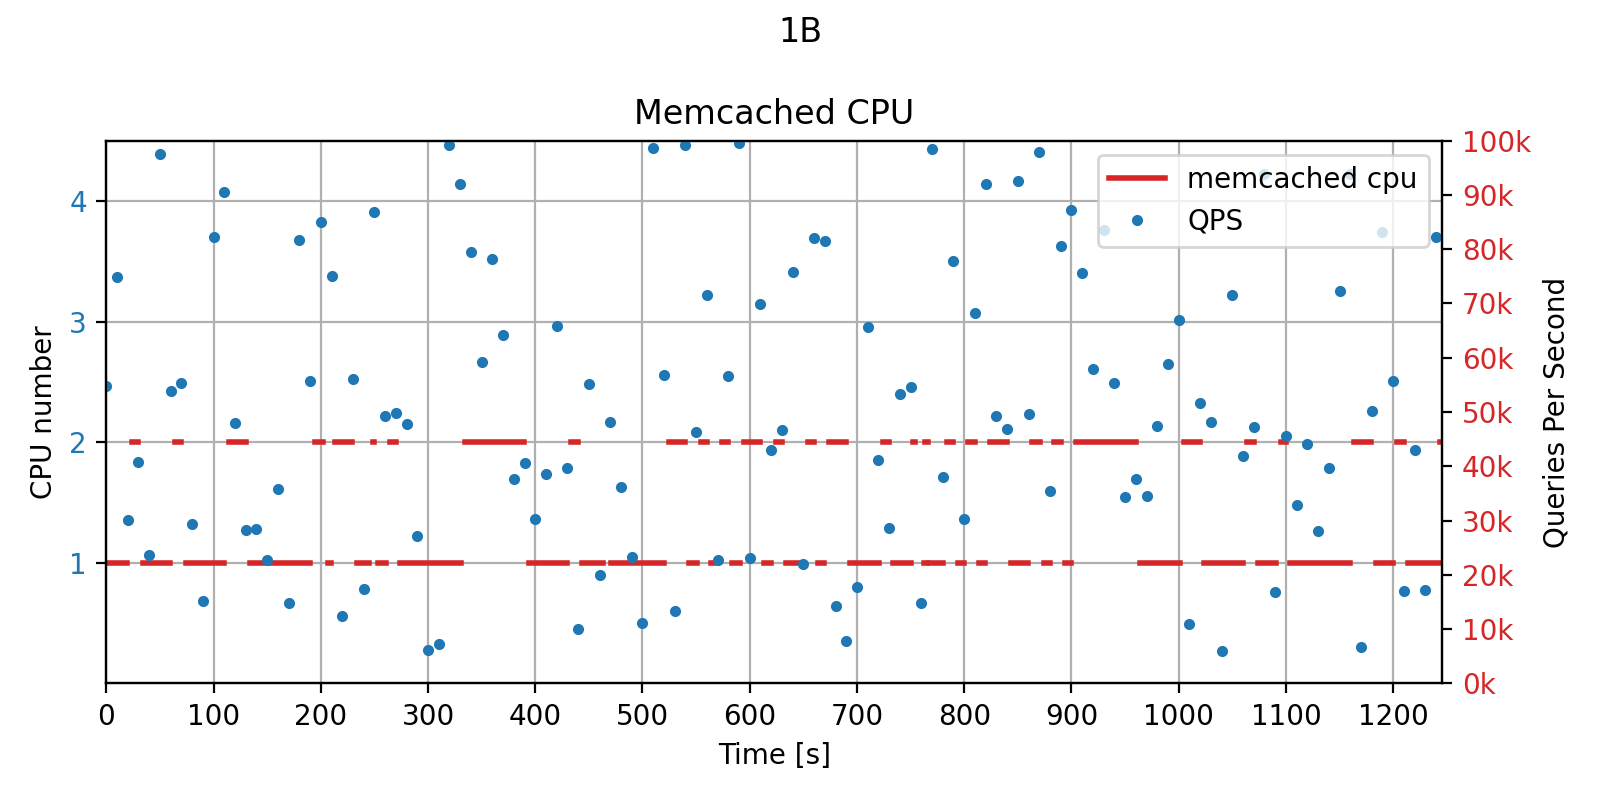 1B
Memcached CPU
memcached cpu
QPS
CPU number
4
3
2
1
100k
90k
80k
70k
60k
50k
40k
30k
20k
10k
0k
Queries Per Second
0 100 200 300 400 500 600 700 800 900 1000 1100 1200
Time [s]